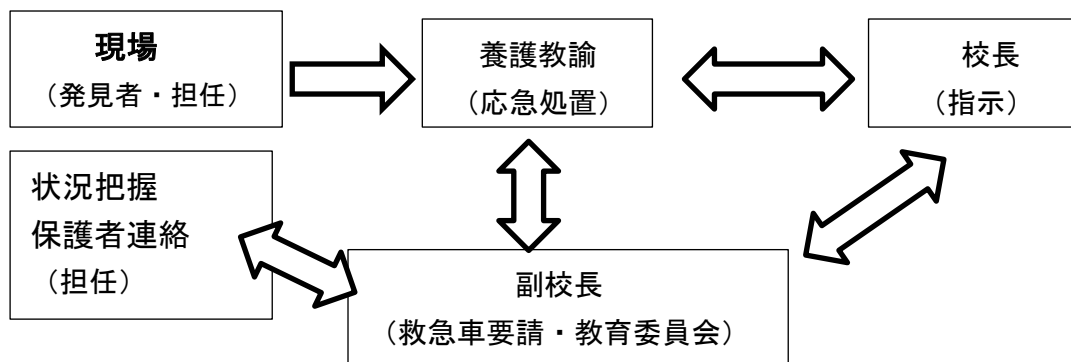 現場
（発見者・担任）
養護教諭
（応急処置）
校長
（指示）
状況把握
保護者連絡
（担任）
副校長
（救急車要請・教育委員会）